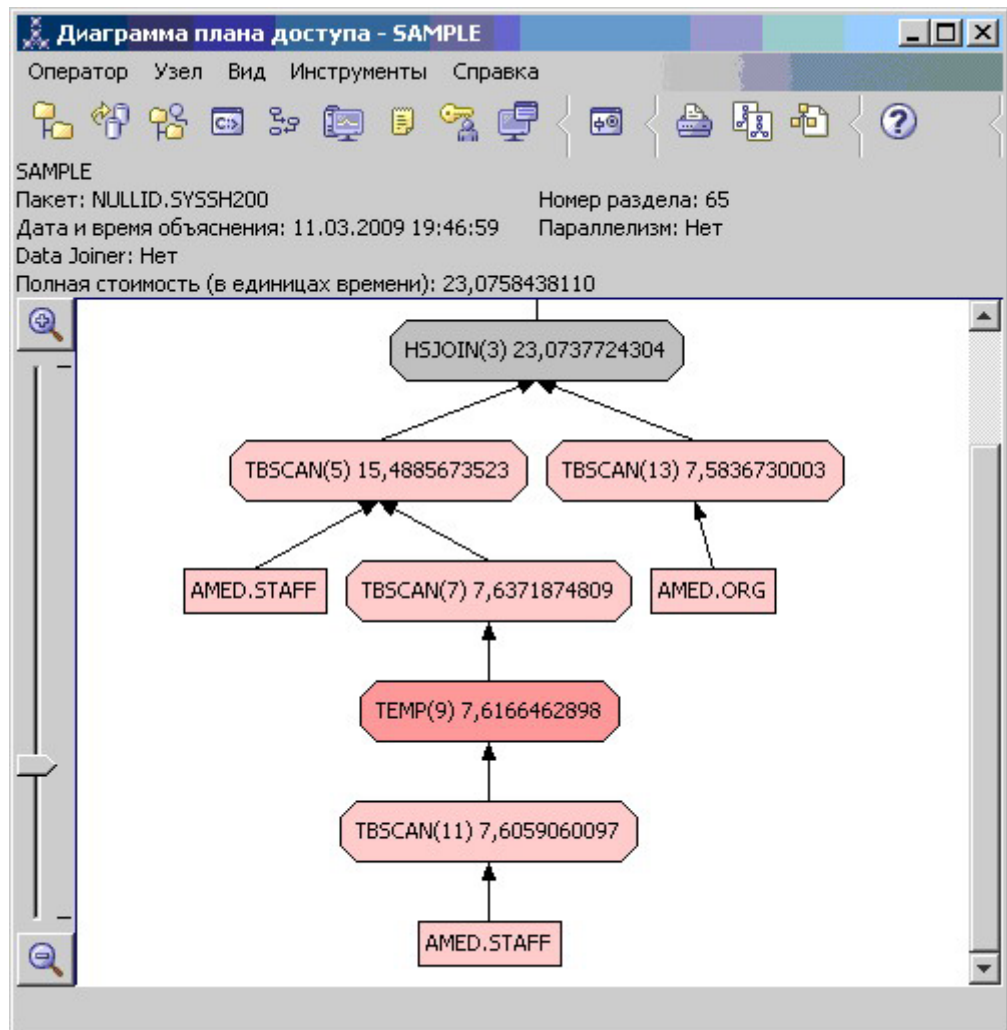 Диаграмма плана доступа - SAMPLE
Оператор Узел Вид Инструменты Справка
C:>
?
SAMPLE
Пакет: NULLID.SYSSH200 Номер раздела: 65
Дата и время объяснения: 11.03.2009 19:46:59 Параллелизм: Нет
Data Joiner: Нет
Полная стоимость (в единицах времени): 23,0758438110
HSJOIN(3) 23,0737724304
TBSCAN(5) 15,4885673523 TBSCAN(13) 7,5836730003
AMED.STAFF TBSCAN(7) 7,6371874809 AMED.ORG
TEMP(9) 7,6166462898
TBSCAN(11) 7,6059060097
AMED.STAFF